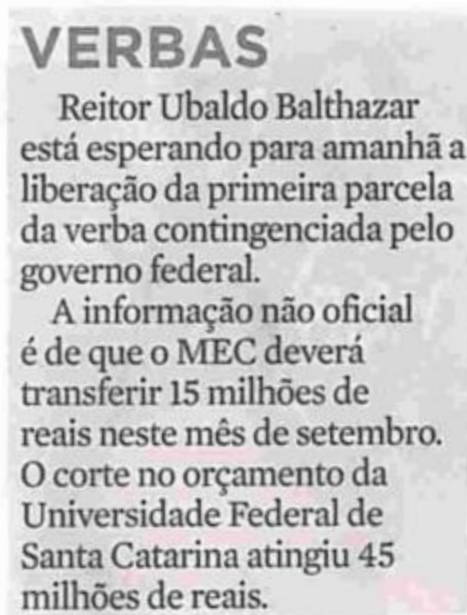 VERBAS
Reitor Ubaldo Balthazar
está esperando para amanhã a
liberação da primeira parcela
da verba contingenciada pelo
governo federal.
A informação não oficial
é de que o MEC deverá
transferir 15 milhões de
reais neste mês de setembro.
O corte no orçamento da
Universidade Federal de
Santa Catarina atingiu 45
milhões de reais.